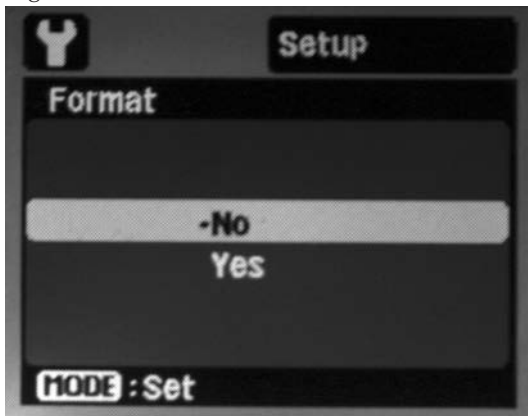 Setup
Format
-No
Yes
MODE :Set